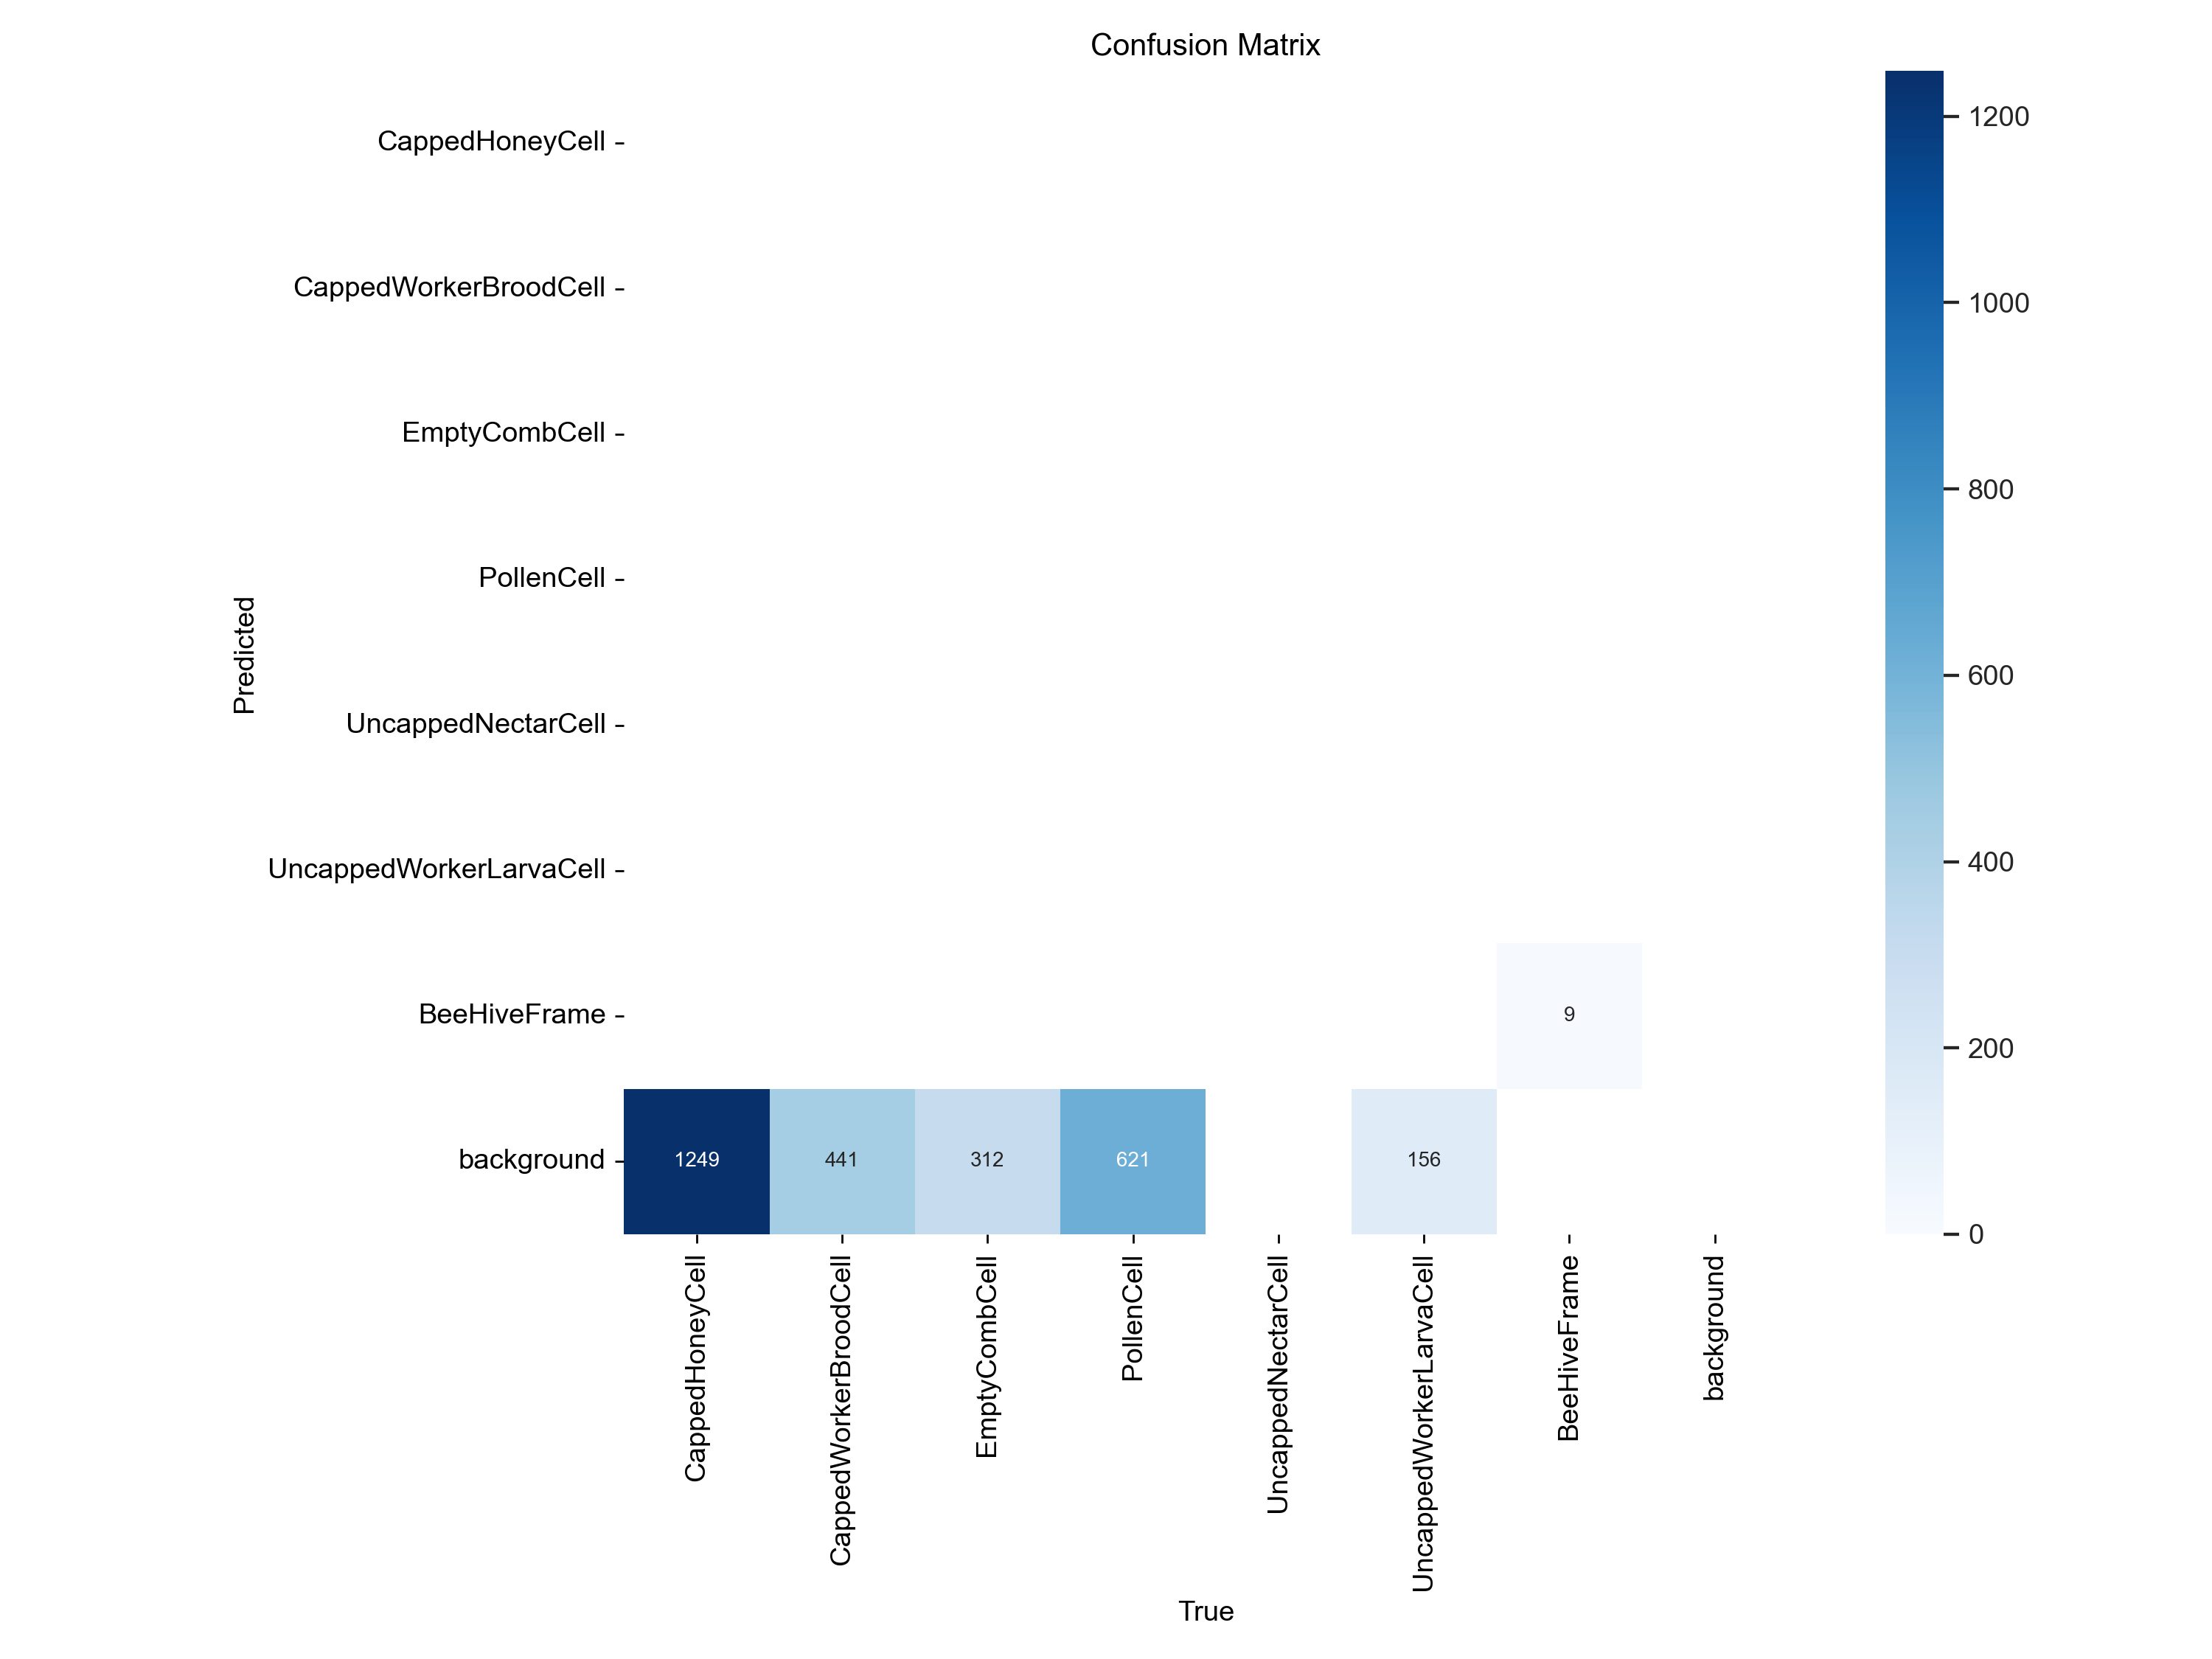 Confusion Matrix
CappedHoneyCell
CappedWorkerBroodCell
EmptyCombCell
PollenCell
UncappedNectarCell
UncappedWorkerLarvaCell
BeeHiveFrame
background
Predicted
9
1249 441 312 621 156
CappedHoneyCell
CappedWorkerBroodCell
EmptyCombCell
PollenCell
UncappedNectarCell
UncappedWorkerLarvaCell
BeeHiveFrame
background
True
1200
1000
800
600
400
200
0